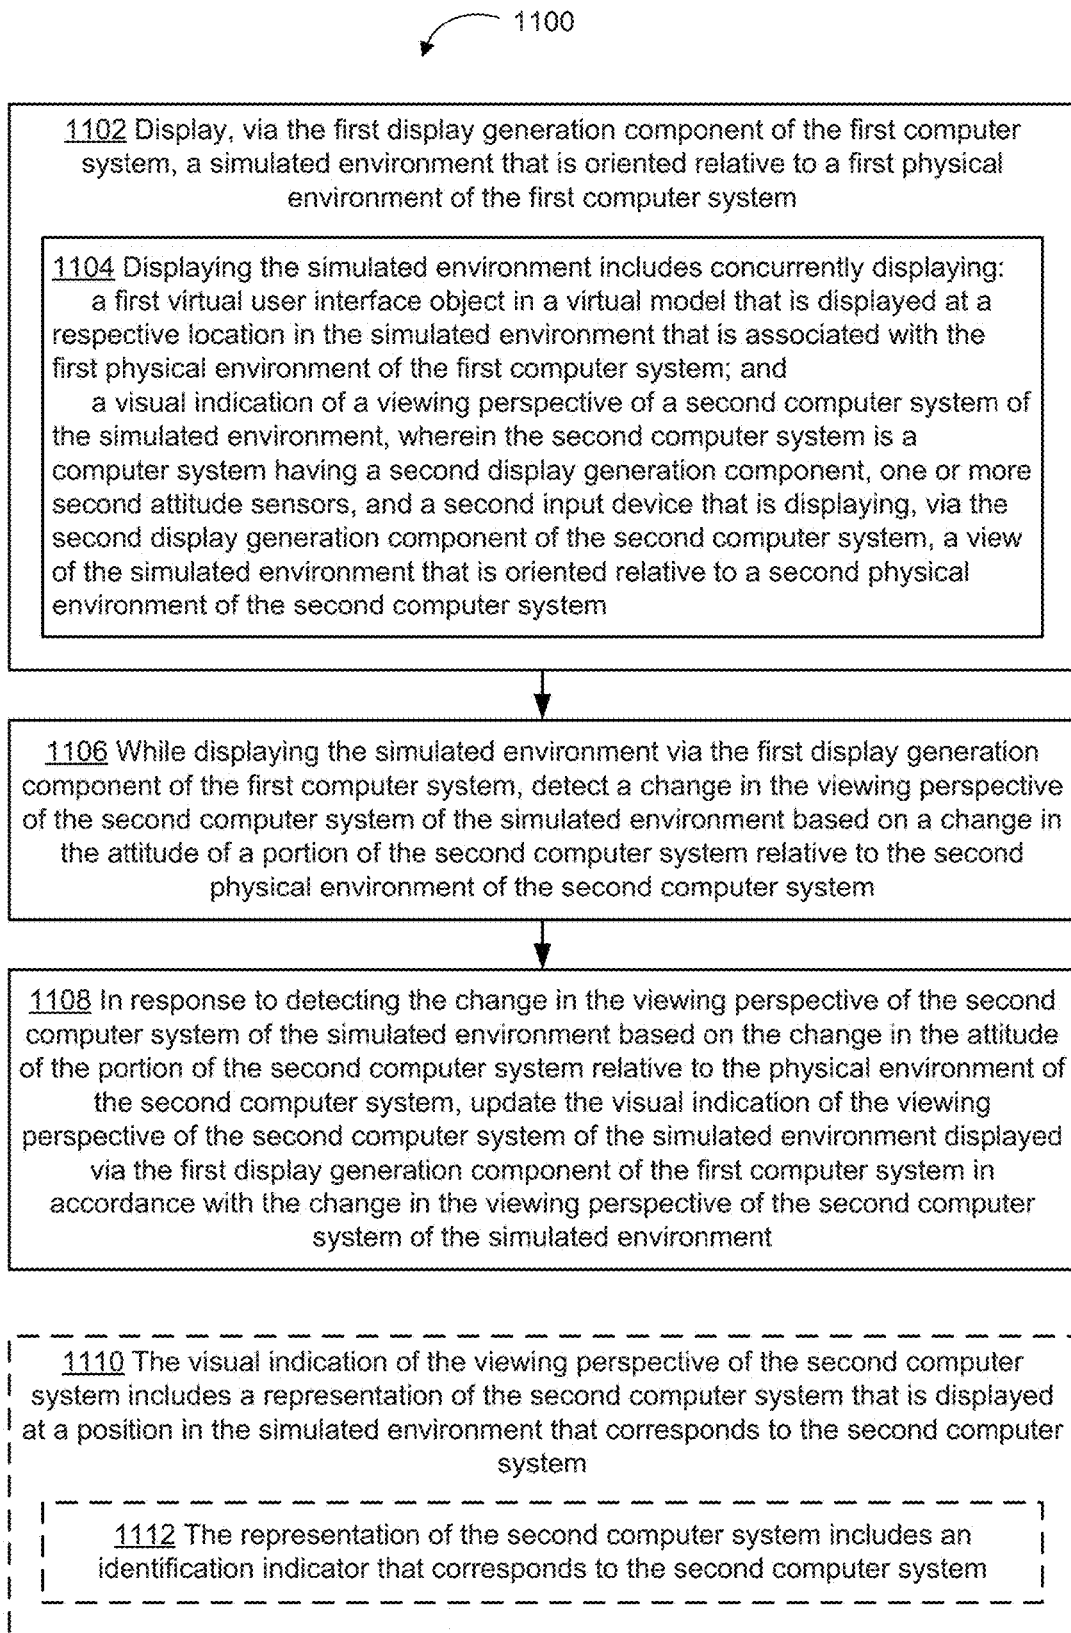 1100
1102 Display, via the first display generation component of the first computer
system, a simulated environment that is oriented relative to a first physical
environment of the first computer system
1104 Displaying the simulated environment includes concurrently displaying:
a first virtual user interface object in a virtual model that is displayed at a
respective location in the simulated environment that is associated with the
first physical environment of the first computer system; and
a visual indication of a viewing perspective of a second computer system of
the simulated environment, wherein the second computer system is a
computer system having a second display generation component, one or more
second attitude sensors, and a second input device that is displaying, via the
second display generation component of the second computer system, a view
of the simulated environment that is oriented relative to a second physical
environment of the second computer system
1106 While displaying the simulated environment via the first display generation
component of the first computer system, detect a change in the viewing perspective
of the second computer system of the simulated environment based on a change in
the attitude of a portion of the second computer system relative to the second
physical environment of the second computer system
1108 In response to detecting the change in the viewing perspective of the second
computer system of the simulated environment based on the change in the attitude
of the portion of the second computer system relative to the physical environment of
the second computer system, update the visual indication of the viewing
perspective of the second computer system of the simulated environment displayed
via the first display generation component of the first computer system in
accordance with the change in the viewing perspective of the second computer
system of the simulated environment
1110 The visual indication of the viewing perspective of the second computer
system includes a representation of the second computer system that is displayed
at a position in the simulated environment that corresponds to the second computer
system
1112 The representation of the second computer system includes an
identification indicator that corresponds to the second computer system